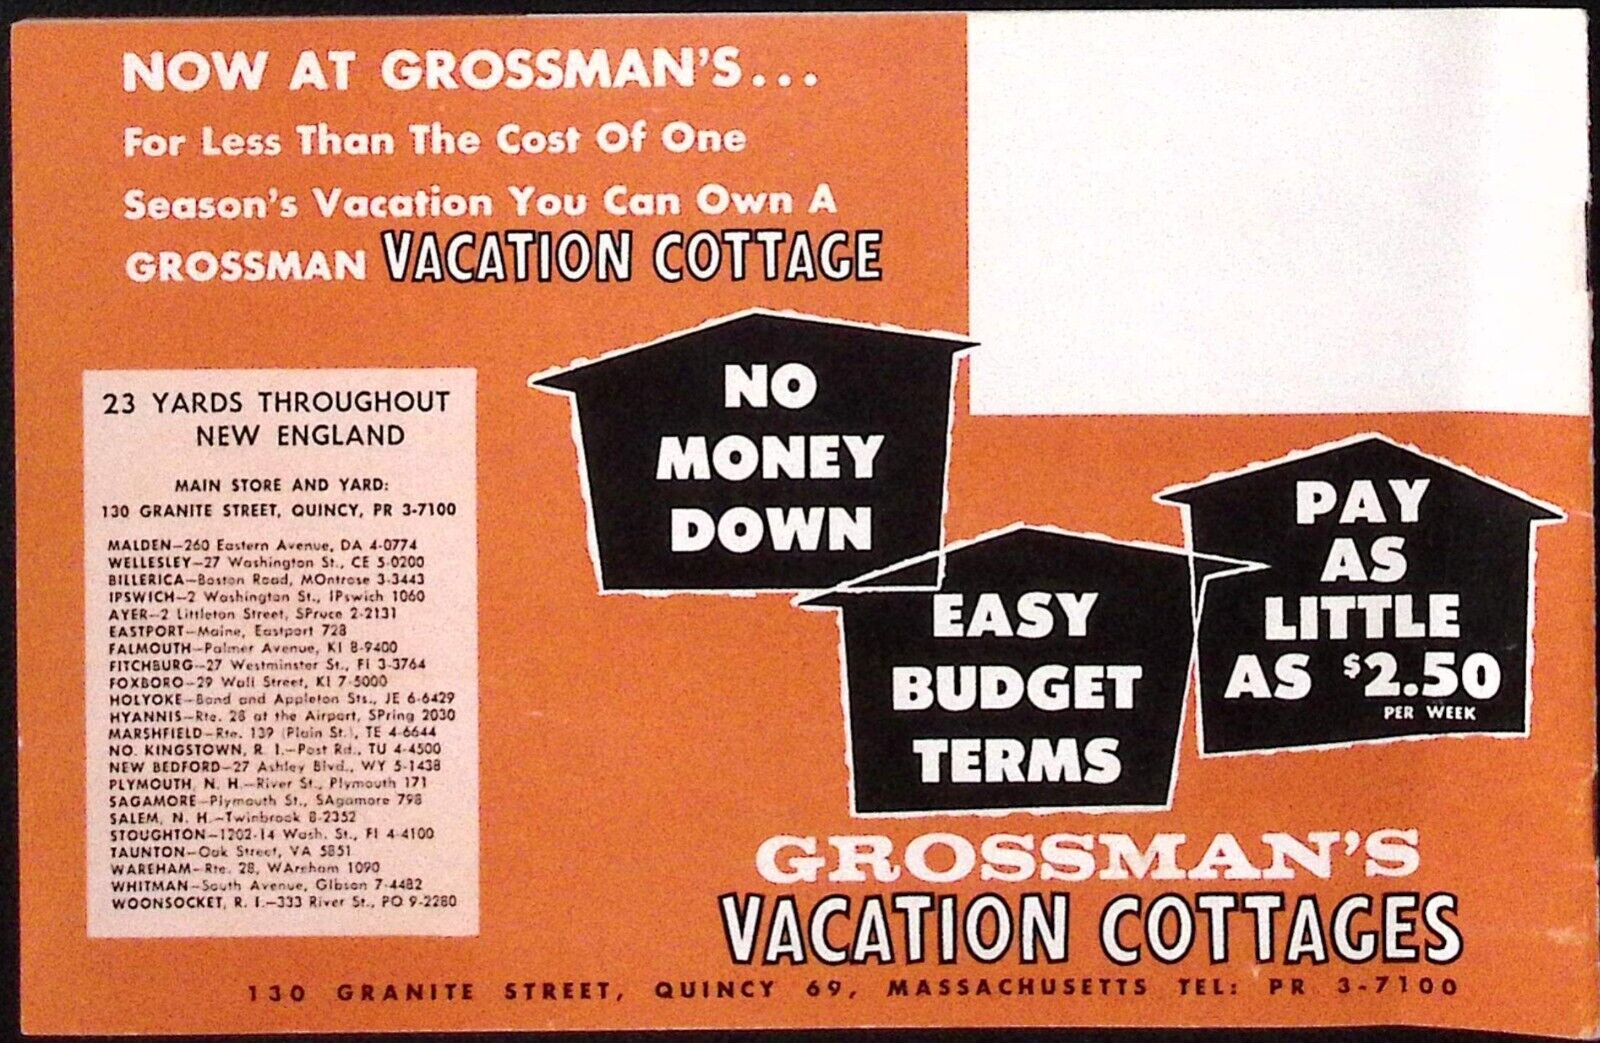 NOW AT GROSSMAN'S...
For Less Than The Cost Of One
Season's Vacation You Can Own A
GROSSMAN VACATION COTTAGE
23 YARDS THROUGHOUT
NEW ENGLAND
MAIN STORE AND YARD:
130 GRANITE STREET, QUINCY, PR 3-7100
MALDEN—260 Eastern Avenue, DA 4-0774
WELLESLEY—27 Washington St., CE 5-0200
BILLERICA—Boston Road, MOntrose 3-3443
IPSWICH—2 Washington St., IPswich 1060
AYER—2 Littleton Street, SPruce 2-2131
EASTPORT—Maine, Eastport 728
FALMOUTH—Palmer Avenue, KI 8-9400
FITCHBURG—27 Westminster St., FI 3-3764
FOXBORO—29 Wall Street, KI 7-5000
HOLYOKE—Bond and Appleton Sts., JE 6-6429
HYANNIS—Rte. 28 at the Airport, SPring 2030
MARSHFIELD—Rte. 139 (Plain St.), TE 4-6644
NO. KINGSTOWN, R. I.—Post Rd., TU 4-4500
NEW BEDFORD—27 Ashley Blvd., WY 5-1438
PLYMOUTH, N. H.—River St., Plymouth 171
SAGAMORE—Plymouth St., SAgamore 798
SALEM, N. H.—Twinbrook 8-2352
STOUGHTON—1202-14 Wash. St., FI 4-4100
TAUNTON—Oak Street, VA 5851
WAREHAM—Rte. 28, WAreham 1090
WHITMAN—South Avenue, Gibson 7-4482
WOONSOCKET, R. I.—333 River St., PO 9-2280
NO
MONEY
DOWN
EASY
BUDGET
TERMS
PAY
AS
LITTLE
AS $2.50
PER WEEK
GROSSMAN'S
VACATION COTTAGES
130 GRANITE STREET, QUINCY 69, MASSACHUSETTS TEL: PR 3-7100